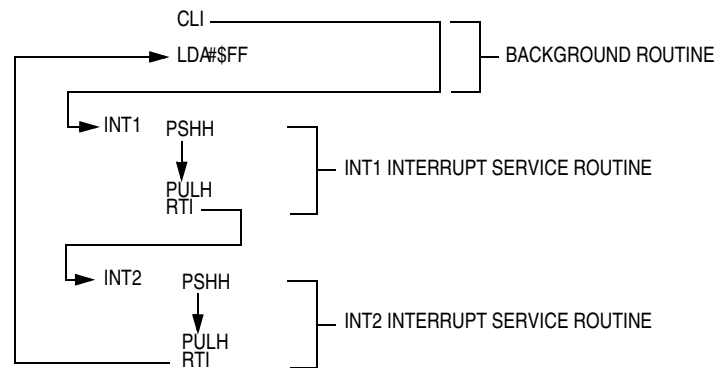 CLI
LDA#$FF
BACKGROUND ROUTINE
INT1 PSHH
INT1 INTERRUPT SERVICE ROUTINE
PULH
RTI
INT2 PSHH
INT2 INTERRUPT SERVICE ROUTINE
PULH
RTI